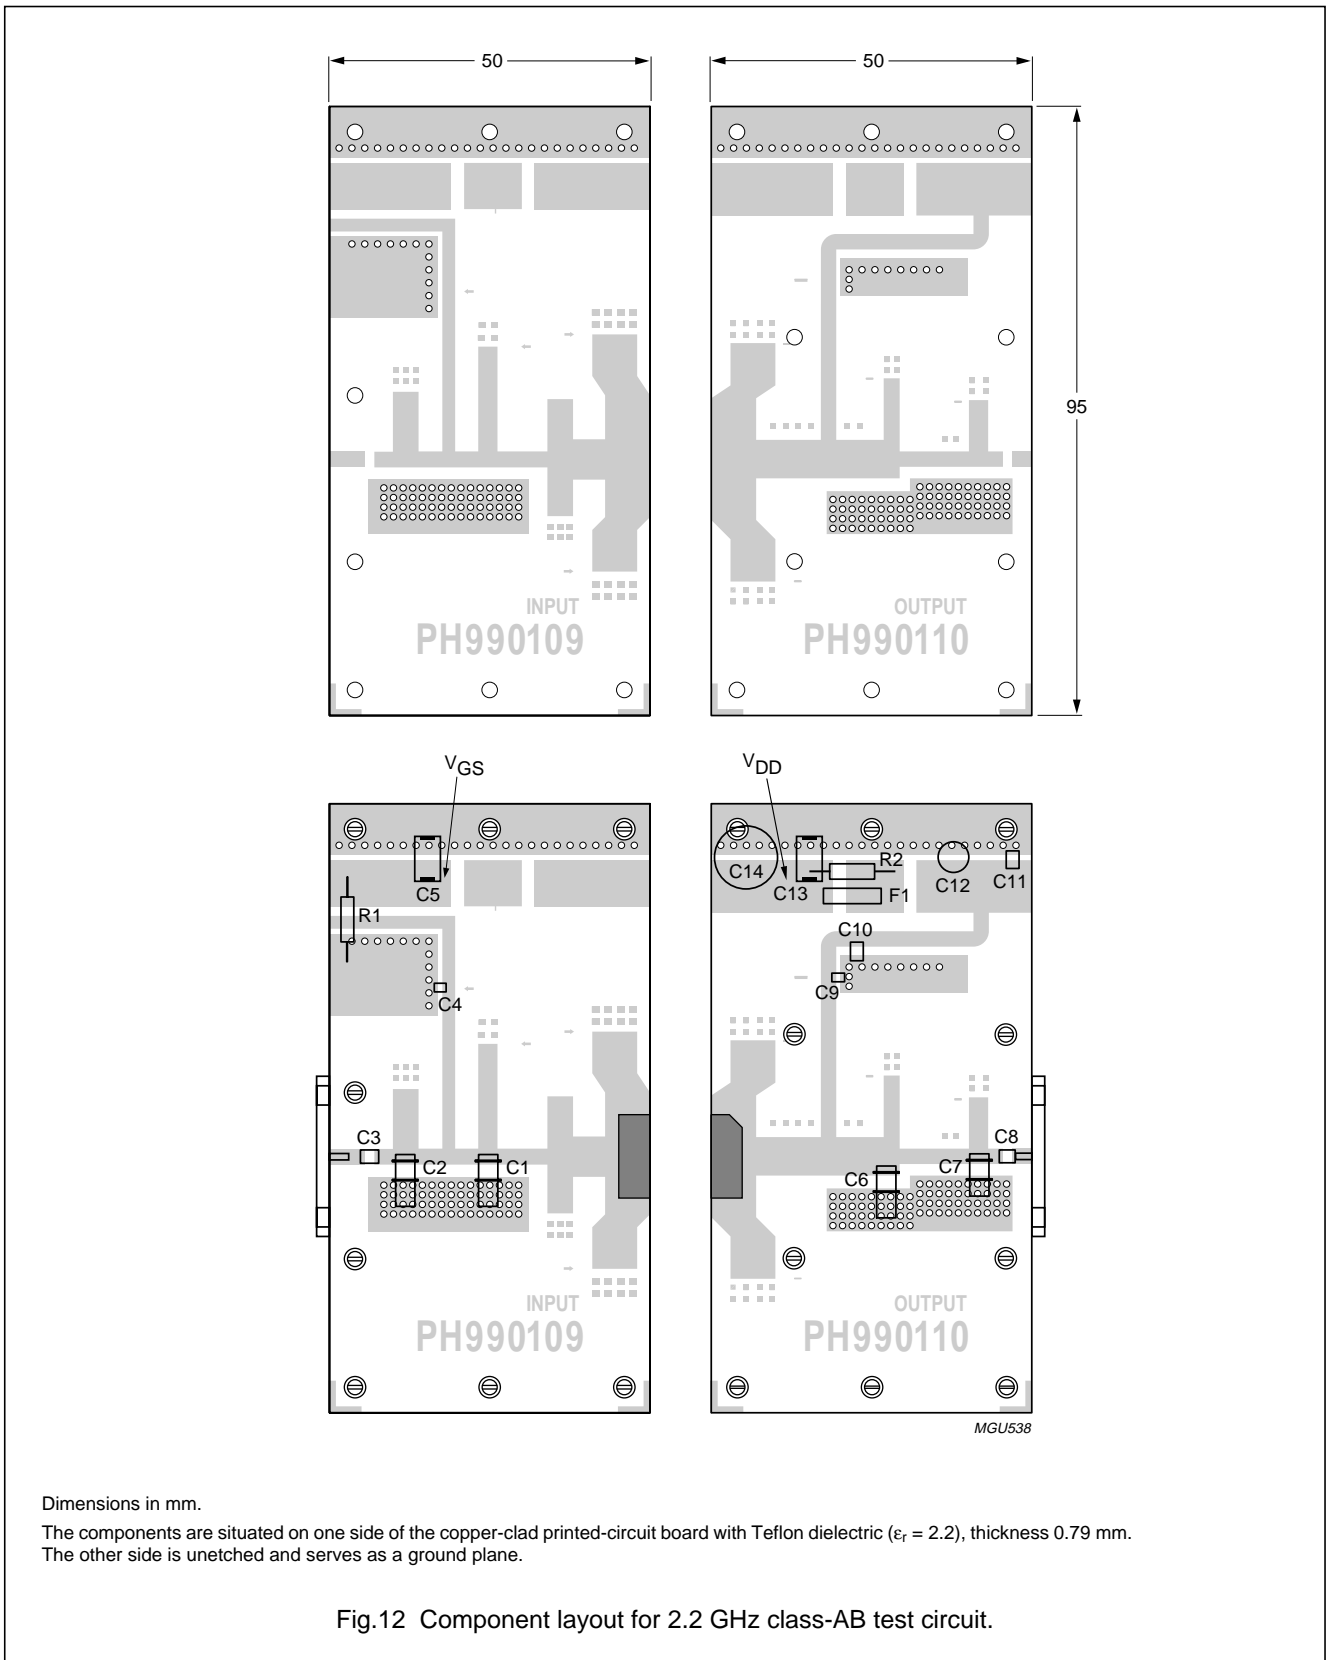 50
50
95
INPUT
PH990109
OUTPUT
PH990110
VGS
VDD
C5
R1
C4
C3
C2
C1
INPUT
PH990109
C14
C13
R2
F1
C12
C11
C10
C9
C8
C7
C6
OUTPUT
PH990110
MGU538
Dimensions in mm.
The components are situated on one side of the copper-clad printed-circuit board with Teflon dielectric (εr = 2.2), thickness 0.79 mm.
The other side is unetched and serves as a ground plane.
Fig.12 Component layout for 2.2 GHz class-AB test circuit.